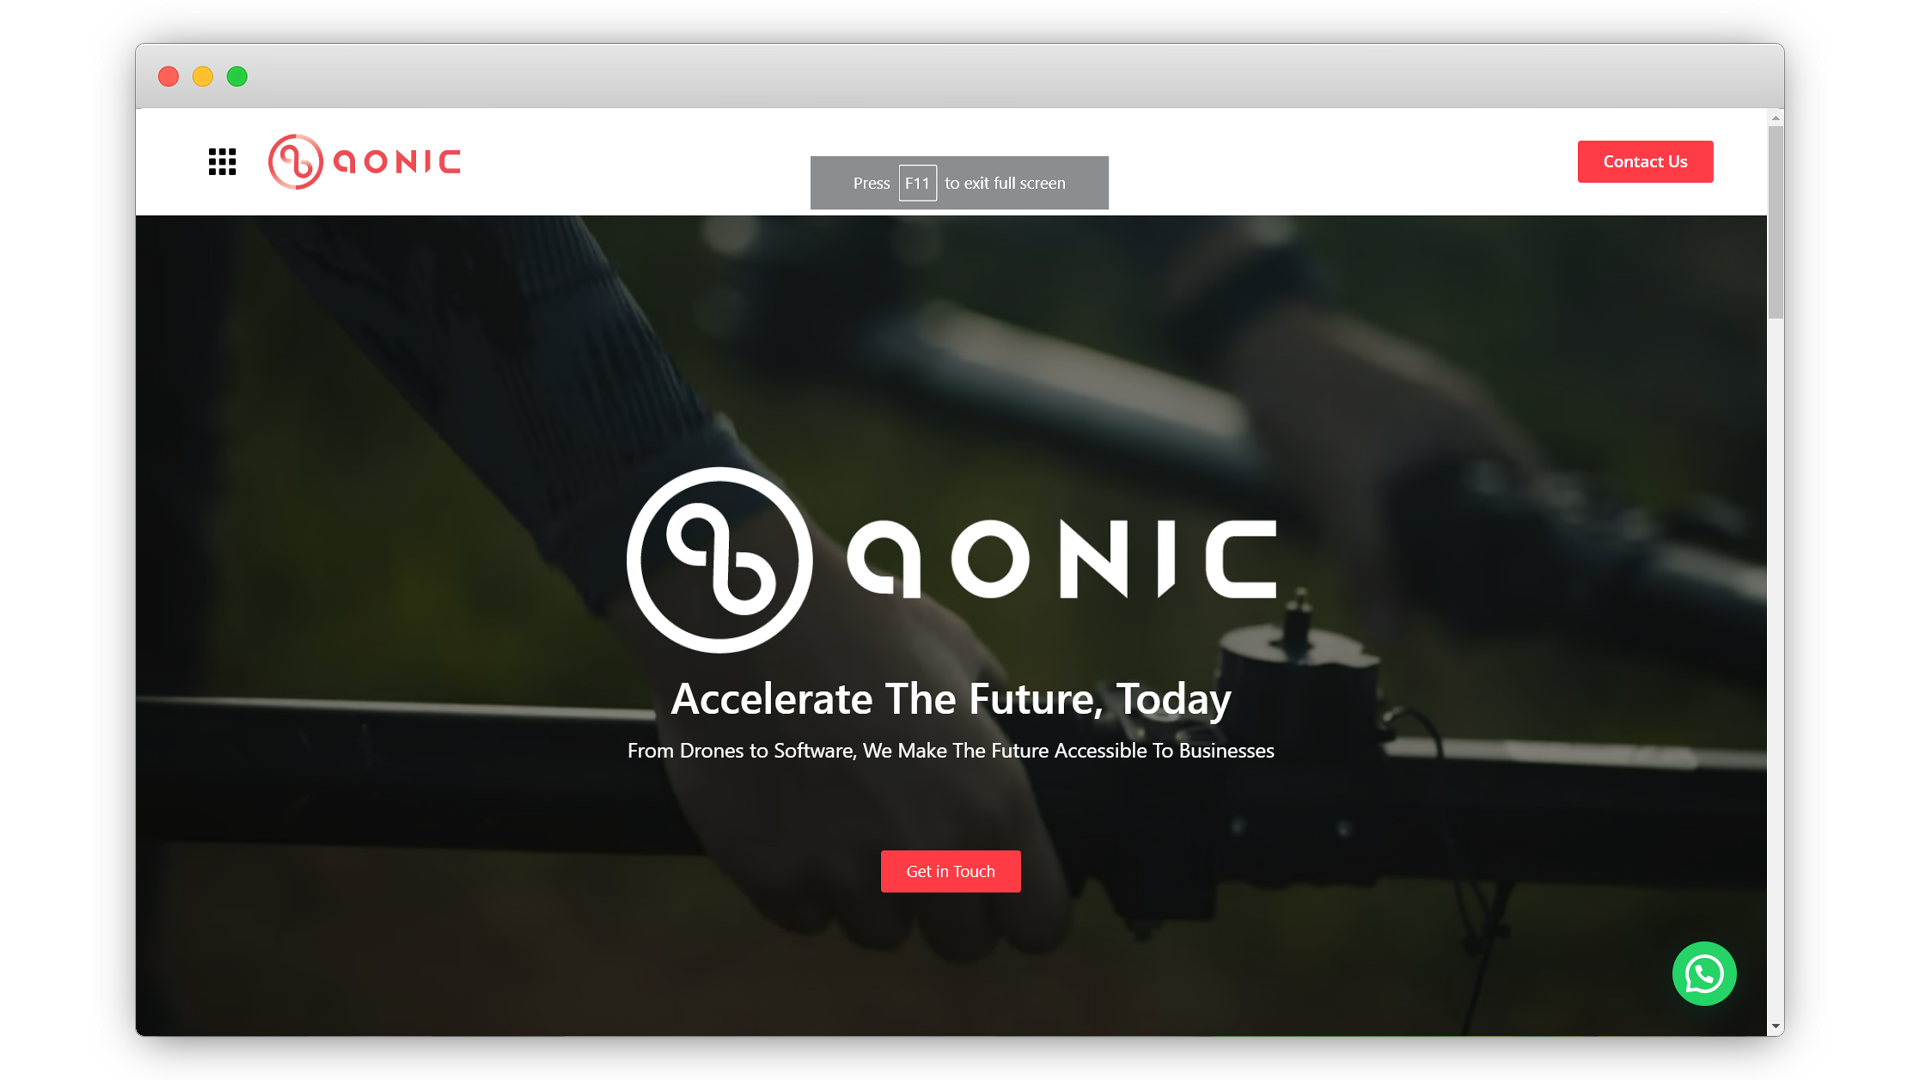 aonic
Contact Us
Press F11 to exit full screen
aonic
Accelerate The Future, Today
From Drones to Software, We Make The Future Accessible To Businesses
Get in Touch